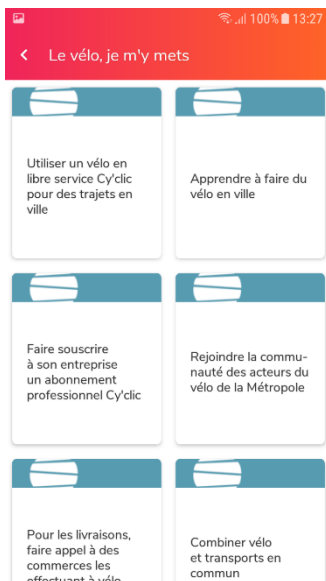 100% 13:27
Le vélo, je m'y mets
Utiliser un vélo en
libre service Cy'clic
pour des trajets en
ville
Apprendre à faire du
vélo en ville
Faire souscrire
à son entreprise
un abonnement
professionnel Cy'clic
Rejoindre la commu-
nauté des acteurs du
vélo de la Métropole
Pour les livraisons,
faire appel à des
commerces les
effectuant à vélo
Combiner vélo
et transports en
commun